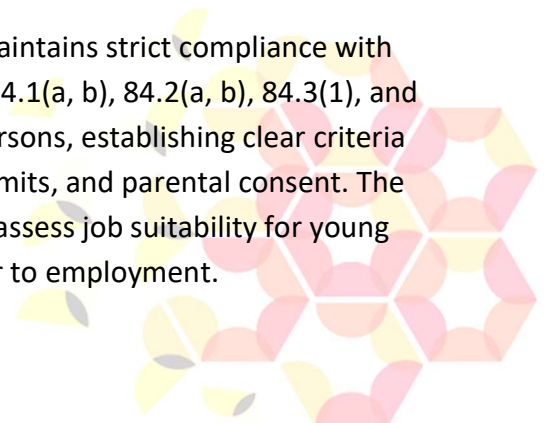 aintains strict compliance with
4.1(a, b), 84.2(a, b), 84.3(1), and
rsons, establishing clear criteria
mits, and parental consent. The
assess job suitability for young
r to employment.